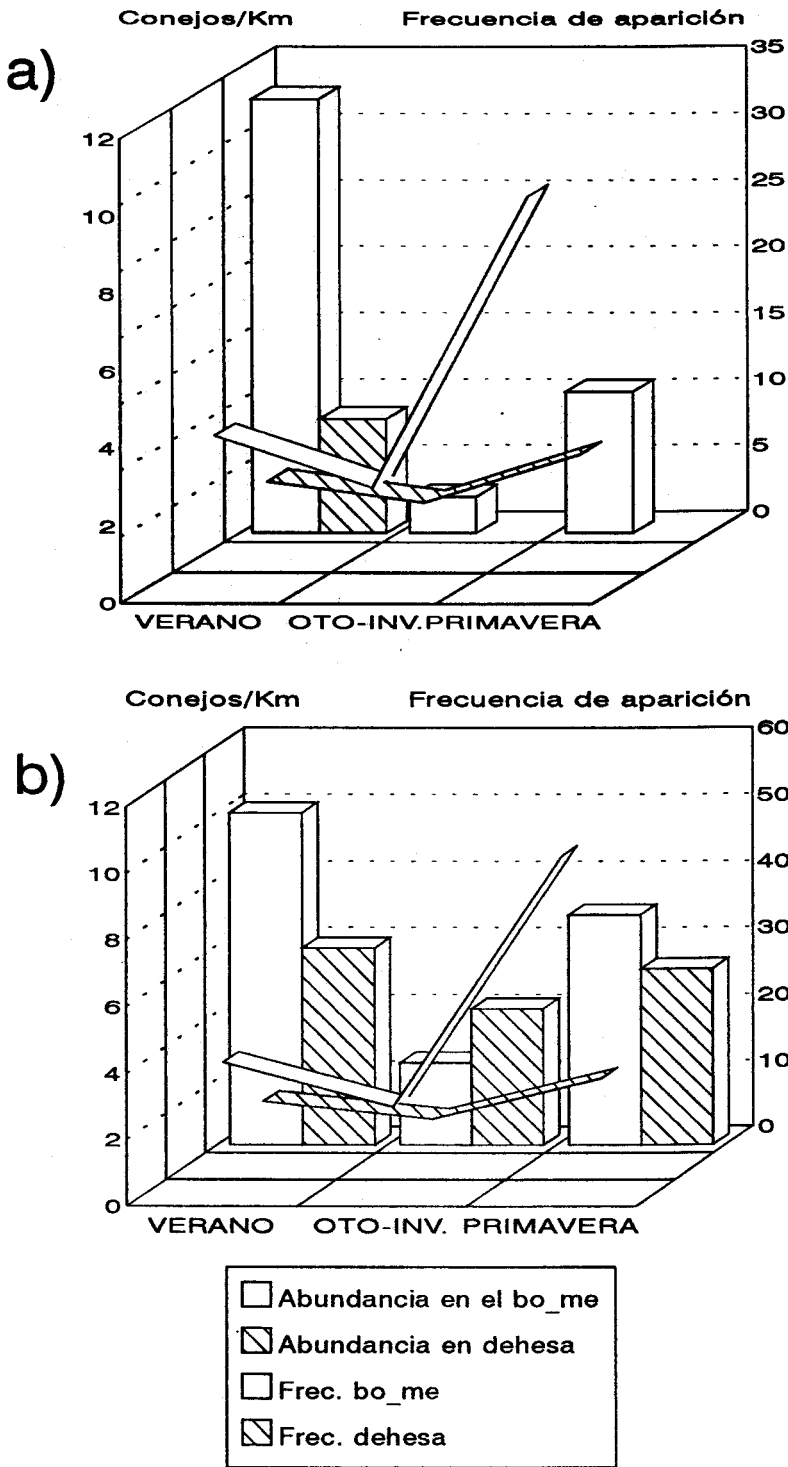 Conejos/Km Frecuencia de aparición
a)
35
30
25
20
15
10
5
0
12
10
8
6
4
2
0
VERANO OTO-INV. PRIMAVERA
Conejos/Km Frecuencia de aparición
b)
60
50
40
30
20
10
0
12
10
8
6
4
2
0
VERANO OTO-INV. PRIMAVERA
Abundancia en el bo_me
Abundancia en dehesa
Frec. bo_me
Frec. dehesa